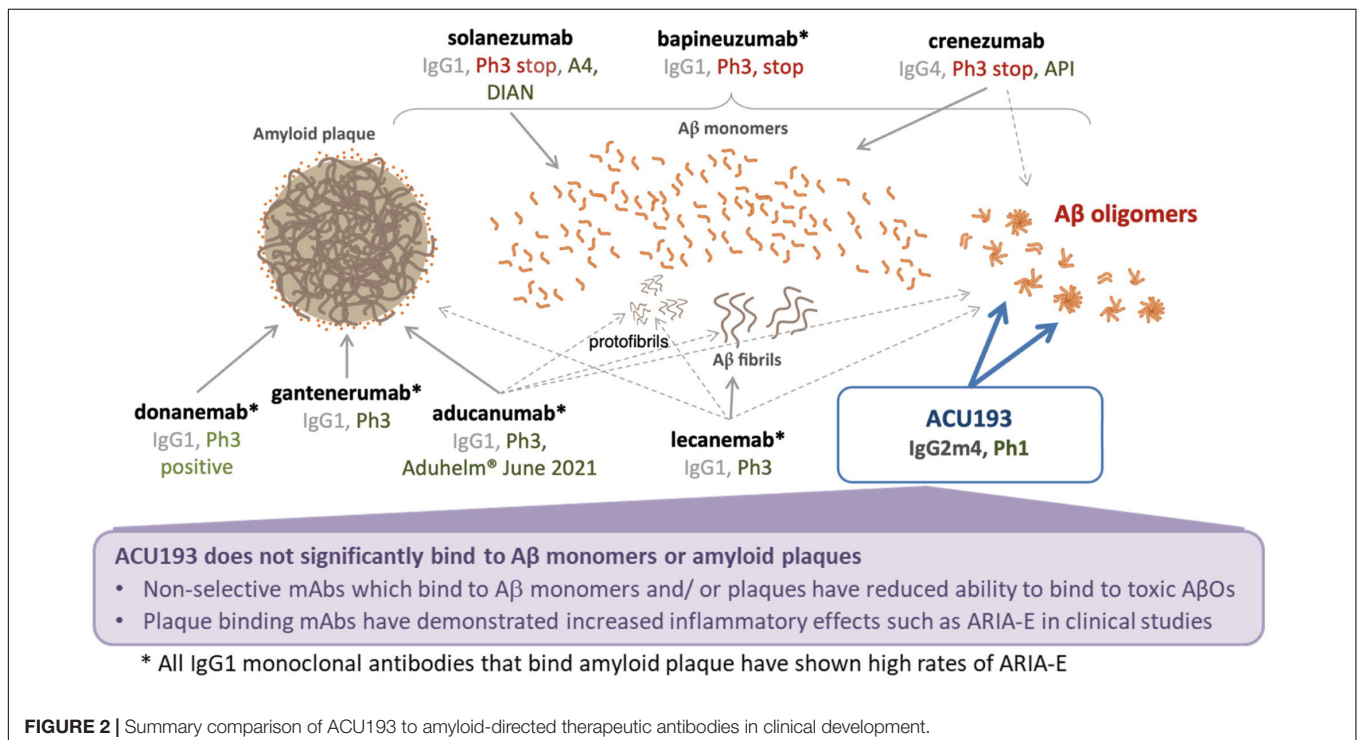 solanezumab
IgG1, Ph3 stop, A4,
DIAN
bapineuzumab*
IgG1, Ph3, stop
crenezumab
IgG4, Ph3 stop, API
Amyloid plaque
Aβ monomers
Aβ oligomers
protofibrils
Aβ fibrils
donanemab*
IgG1, Ph3
positive
gantenerumab*
IgG1, Ph3
aducanumab*
IgG1, Ph3,
Aduhelm® June 2021
lecanemab*
IgG1, Ph3
ACU193
IgG2m4, Ph1
ACU193 does not significantly bind to Aβ monomers or amyloid plaques
• Non-selective mAbs which bind to Aβ monomers and/ or plaques have reduced ability to bind to toxic AβOs
• Plaque binding mAbs have demonstrated increased inflammatory effects such as ARIA-E in clinical studies
* All IgG1 monoclonal antibodies that bind amyloid plaque have shown high rates of ARIA-E
FIGURE 2 | Summary comparison of ACU193 to amyloid-directed therapeutic antibodies in clinical development.